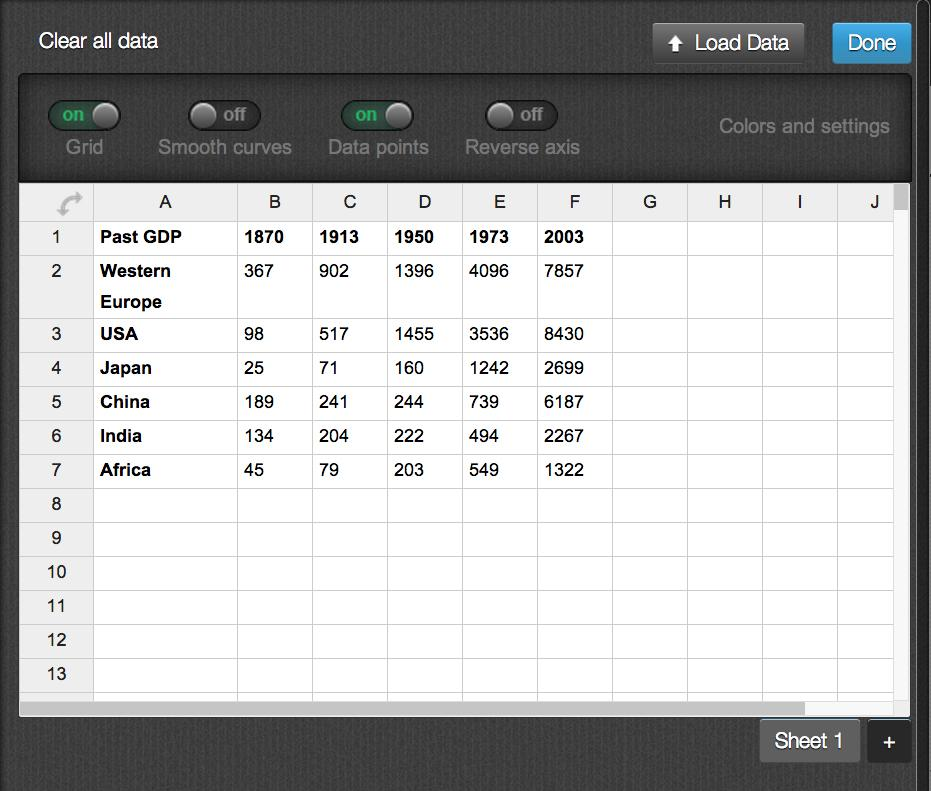 Clear all data Load Data Done
on off on off
Grid Smooth curves Data points Reverse axis Colors and settings
A B C D E F G H I J
1 Past GDP 1870 1913 1950 1973 2003
2 Western 367 902 1396 4096 7857
Europe
3 USA 98 517 1455 3536 8430
4 Japan 25 71 160 1242 2699
5 China 189 241 244 739 6187
6 India 134 204 222 494 2267
7 Africa 45 79 203 549 1322
8
9
10
11
12
13
Sheet 1 +